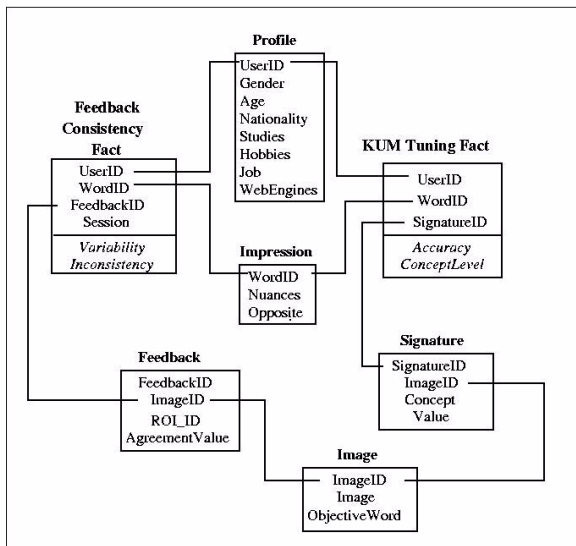 Profile
UserID
Gender
Age
Nationality
Studies
Hobbies
Job
WebEngines
Feedback
Consistency
Fact
UserID
WordID
FeedbackID
Session
Variability
Inconsistency
KUM Tuning Fact
UserID
WordID
SignatureID
Accuracy
ConceptLevel
Impression
WordID
Nuances
Opposite
Feedback
FeedbackID
ImageID
ROI_ID
AgreementValue
Signature
SignatureID
ImageID
Concept
Value
Image
ImageID
Image
ObjectiveWord